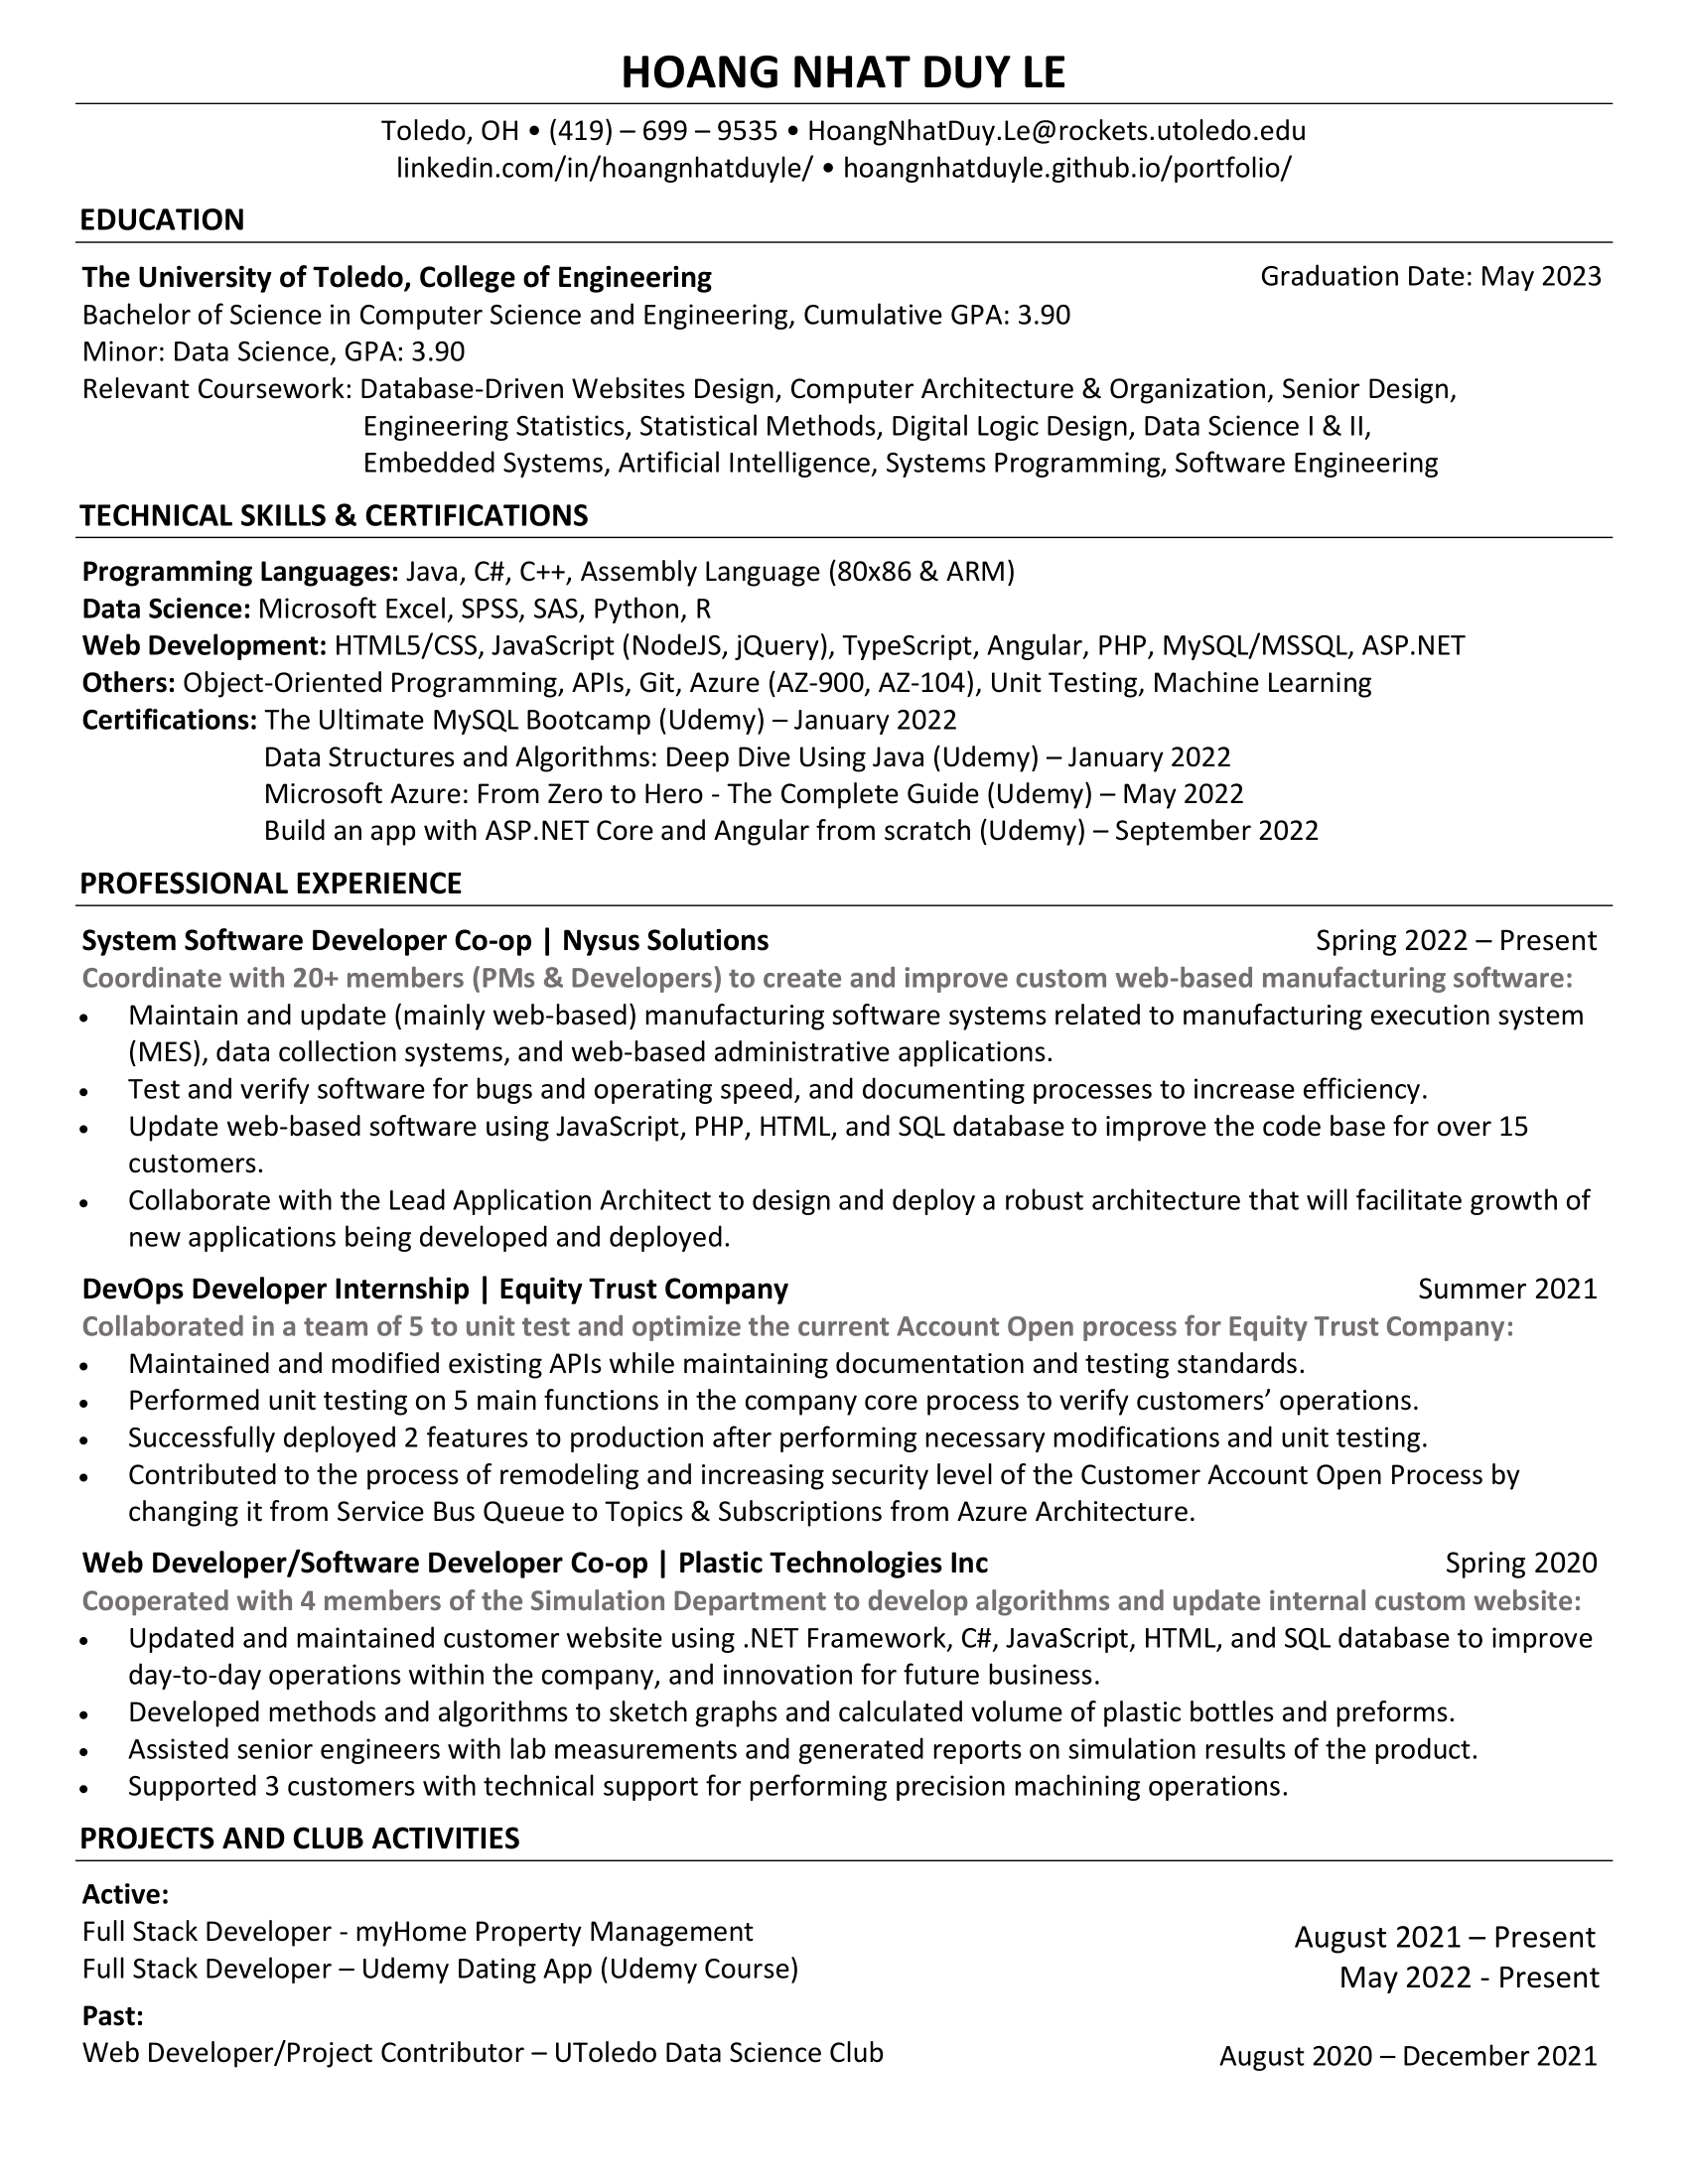 HOANG NHAT DUY LE
Toledo, OH • (419) – 699 – 9535 • HoangNhatDuy.Le@rockets.utoledo.edu
linkedin.com/in/hoangnhatduyle/ • hoangnhatduyle.github.io/portfolio/
EDUCATION
The University of Toledo, College of Engineering Graduation Date: May 2023
Bachelor of Science in Computer Science and Engineering, Cumulative GPA: 3.90
Minor: Data Science, GPA: 3.90
Relevant Coursework: Database-Driven Websites Design, Computer Architecture & Organization, Senior Design,
Engineering Statistics, Statistical Methods, Digital Logic Design, Data Science I & II,
Embedded Systems, Artificial Intelligence, Systems Programming, Software Engineering
TECHNICAL SKILLS & CERTIFICATIONS
Programming Languages: Java, C#, C++, Assembly Language (80x86 & ARM)
Data Science: Microsoft Excel, SPSS, SAS, Python, R
Web Development: HTML5/CSS, JavaScript (NodeJS, jQuery), TypeScript, Angular, PHP, MySQL/MSSQL, ASP.NET
Others: Object-Oriented Programming, APIs, Git, Azure (AZ-900, AZ-104), Unit Testing, Machine Learning
Certifications: The Ultimate MySQL Bootcamp (Udemy) – January 2022
Data Structures and Algorithms: Deep Dive Using Java (Udemy) – January 2022
Microsoft Azure: From Zero to Hero - The Complete Guide (Udemy) – May 2022
Build an app with ASP.NET Core and Angular from scratch (Udemy) – September 2022
PROFESSIONAL EXPERIENCE
System Software Developer Co-op | Nysus Solutions Spring 2022 – Present
Coordinate with 20+ members (PMs & Developers) to create and improve custom web-based manufacturing software:
• Maintain and update (mainly web-based) manufacturing software systems related to manufacturing execution system
(MES), data collection systems, and web-based administrative applications.
• Test and verify software for bugs and operating speed, and documenting processes to increase efficiency.
• Update web-based software using JavaScript, PHP, HTML, and SQL database to improve the code base for over 15
customers.
• Collaborate with the Lead Application Architect to design and deploy a robust architecture that will facilitate growth of
new applications being developed and deployed.
DevOps Developer Internship | Equity Trust Company Summer 2021
Collaborated in a team of 5 to unit test and optimize the current Account Open process for Equity Trust Company:
• Maintained and modified existing APIs while maintaining documentation and testing standards.
• Performed unit testing on 5 main functions in the company core process to verify customers’ operations.
• Successfully deployed 2 features to production after performing necessary modifications and unit testing.
• Contributed to the process of remodeling and increasing security level of the Customer Account Open Process by
changing it from Service Bus Queue to Topics & Subscriptions from Azure Architecture.
Web Developer/Software Developer Co-op | Plastic Technologies Inc Spring 2020
Cooperated with 4 members of the Simulation Department to develop algorithms and update internal custom website:
• Updated and maintained customer website using .NET Framework, C#, JavaScript, HTML, and SQL database to improve
day-to-day operations within the company, and innovation for future business.
• Developed methods and algorithms to sketch graphs and calculated volume of plastic bottles and preforms.
• Assisted senior engineers with lab measurements and generated reports on simulation results of the product.
• Supported 3 customers with technical support for performing precision machining operations.
PROJECTS AND CLUB ACTIVITIES
Active:
Full Stack Developer - myHome Property Management August 2021 – Present
Full Stack Developer – Udemy Dating App (Udemy Course) May 2022 - Present
Past:
Web Developer/Project Contributor – UToledo Data Science Club August 2020 – December 2021